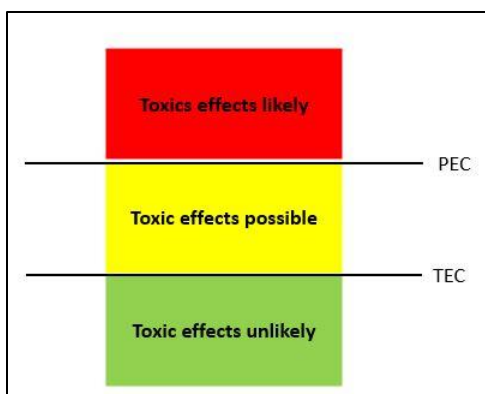 Toxics effects likely
PEC
Toxic effects possible
TEC
Toxic effects unlikely